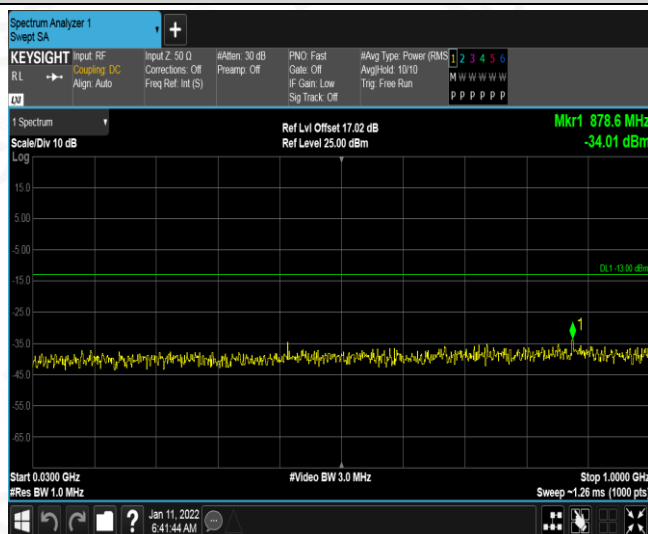 Spectrum Analyzer 1
Swept SA
+
KEYSIGHT
RL
LXI
Input: RF
Coupling: DC
Align: Auto
Input Z: 50 Ω
Corrections: Off
Freq Ref: Int (S)
#Atten: 30 dB
Preamp: Off
PNO: Fast
Gate: Off
IF Gain: Low
Sig Track: Off
#Avg Type: Power (RMS
Avg|Hold: 10/10
Trig: Free Run
1 2 3 4 5 6
M W W W W W
P P P P P P
1 Spectrum
Scale/Div 10 dB
Log
Ref Lvl Offset 17.02 dB
Ref Level 25.00 dBm
Mkr1 878.6 MHz
-34.01 dBm
15.0
5.00
-5.00
-15.0
-25.0
-35.0
-45.0
-55.0
-65.0
DL1 -13.00 dBm
1
Start 0.0300 GHz
#Res BW 1.0 MHz
#Video BW 3.0 MHz
Stop 1.0000 GHz
Sweep ~1.26 ms (1000 pts)
?
Jan 11, 2022
6:41:44 AM